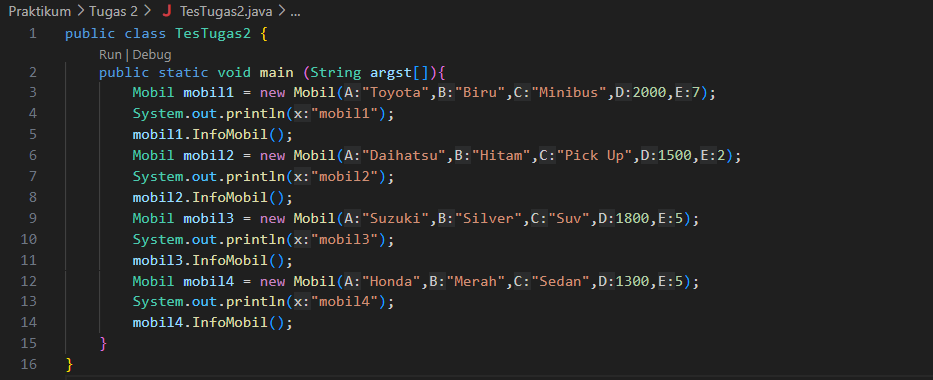 Praktikum > Tugas 2 > J TesTugas2.java > ...
1 public class TesTugas2 {
Run | Debug
2 public static void main (String argst[]){
3 Mobil mobil1 = new Mobil(A:"Toyota",B:"Biru",C:"Minibus",D:2000,E:7);
4 System.out.println(x:"mobil1");
5 mobil1.InfoMobil();
6 Mobil mobil2 = new Mobil(A:"Daihatsu",B:"Hitam",C:"Pick Up",D:1500,E:2);
7 System.out.println(x:"mobil2");
8 mobil2.InfoMobil();
9 Mobil mobil3 = new Mobil(A:"Suzuki",B:"Silver",C:"Suv",D:1800,E:5);
10 System.out.println(x:"mobil3");
11 mobil3.InfoMobil();
12 Mobil mobil4 = new Mobil(A:"Honda",B:"Merah",C:"Sedan",D:1300,E:5);
13 System.out.println(x:"mobil4");
14 mobil4.InfoMobil();
15 }
16 }